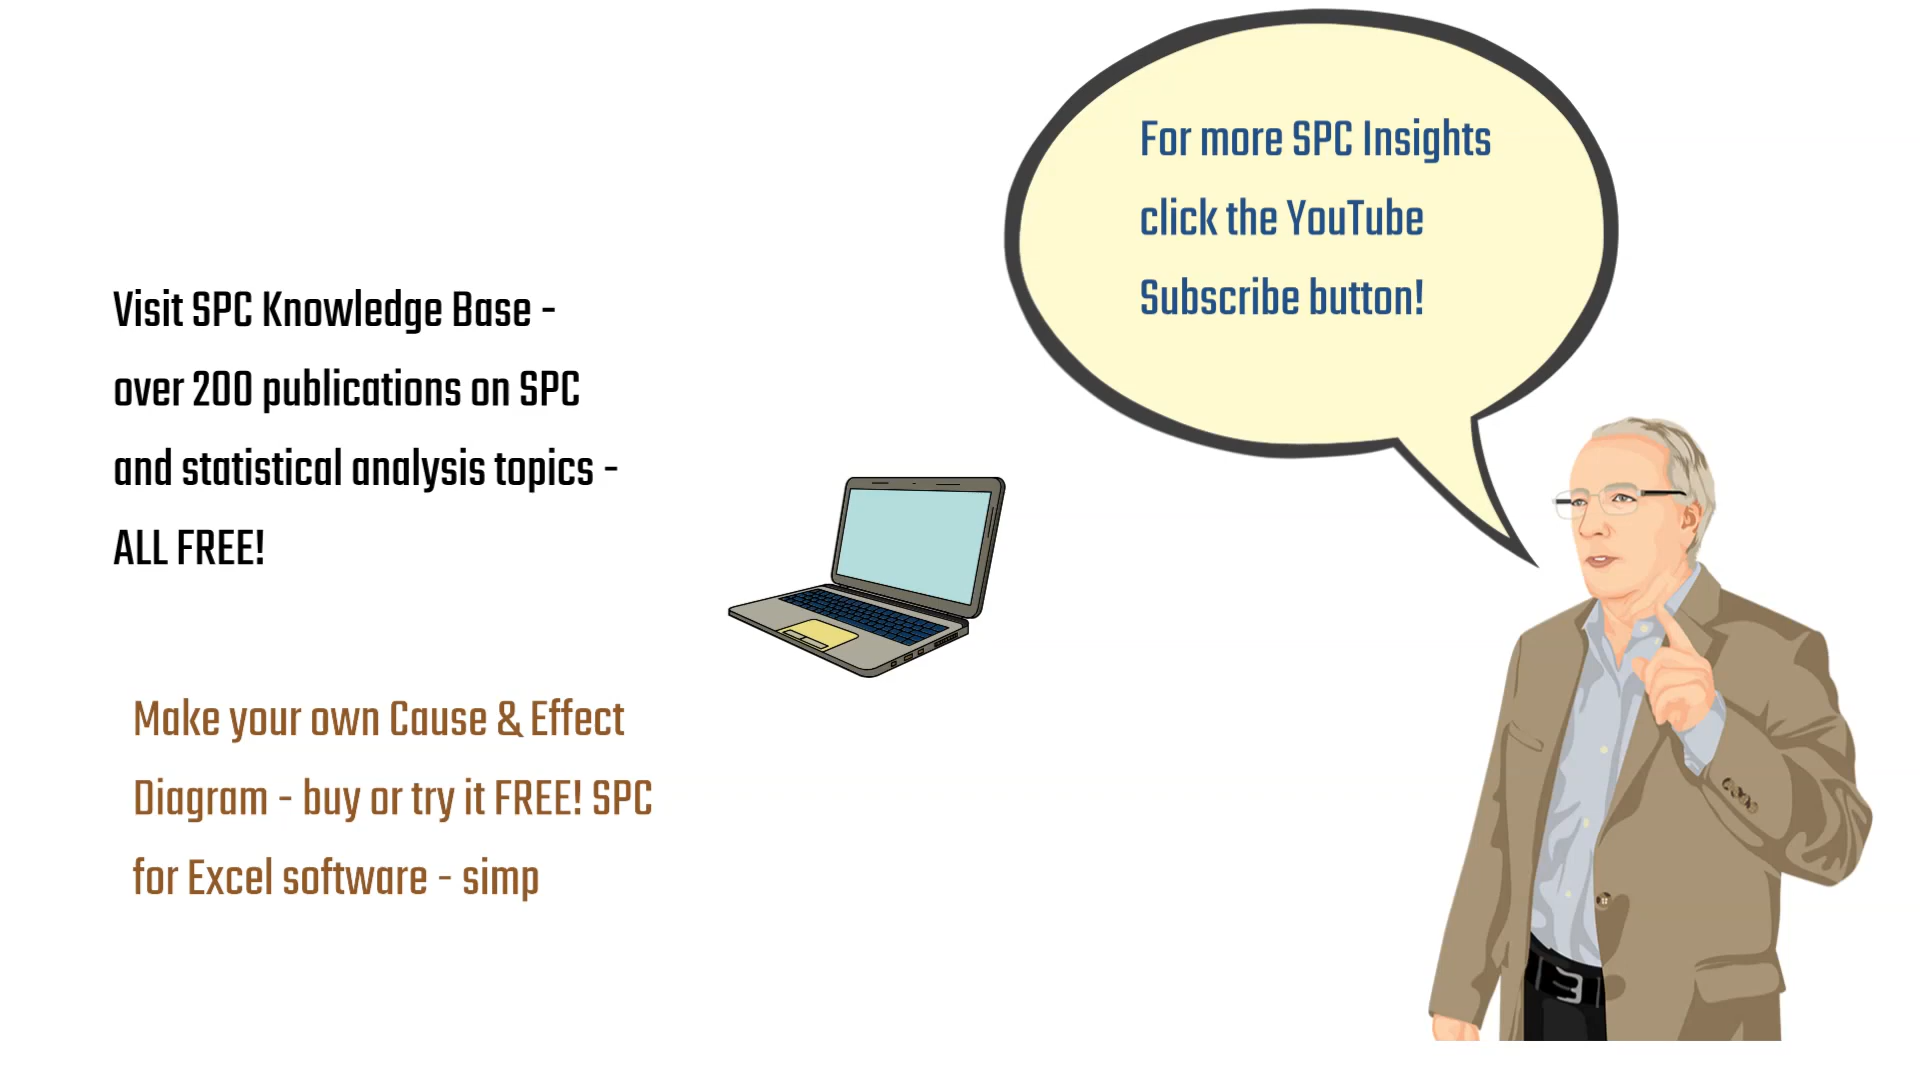 For more SPC Insights
click the YouTube
Subscribe button!
Visit SPC Knowledge Base -
over 200 publications on SPC
and statistical analysis topics -
ALL FREE!
Make your own Cause & Effect
Diagram - buy or try it FREE! SPC
for Excel software - simp